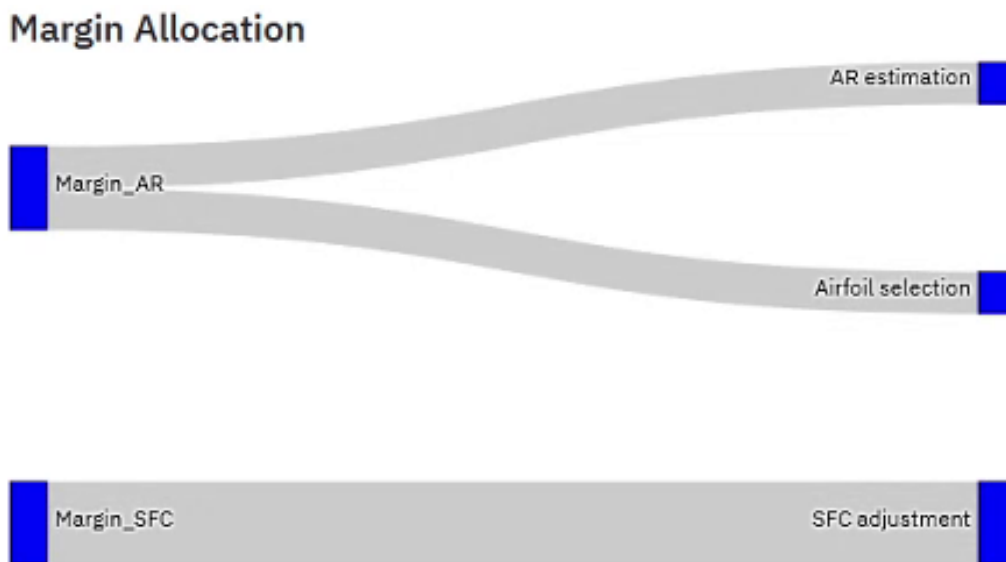 Margin Allocation
AR estimation
Margin_AR
Airfoil selection
Margin_SFC
SFC adjustment